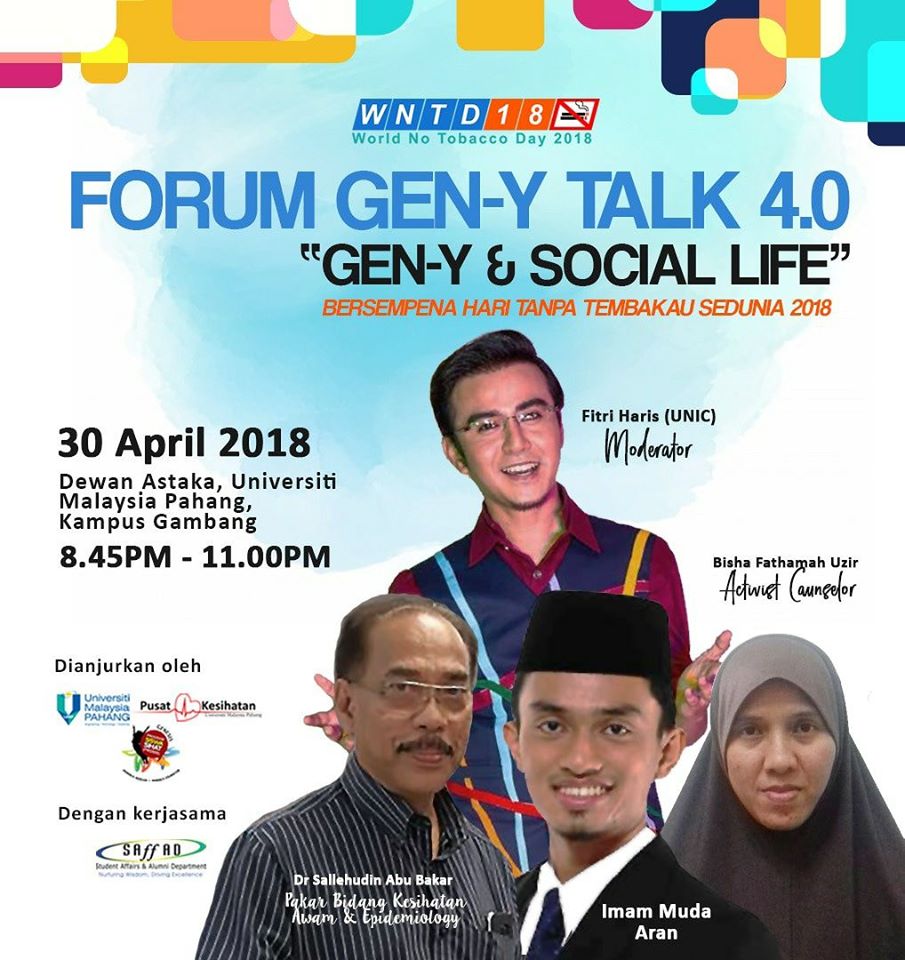 WNTD18
World No Tobacco Day 2018
FORUM GEN-Y TALK 4.0
"GEN-Y & SOCIAL LIFE"
BERSEMPENA HARI TANPA TEMBAKAU SEDUNIA 2018
Fitri Haris (UNIC)
Moderator
30 April 2018
Dewan Astaka, Universiti
Malaysia Pahang,
Kampus Gambang
8.45PM - 11.00PM
Bisha Fathamah Uzir
Activist Counselor
Dianjurkan oleh
Universiti
Malaysia
PAHANG
Pusat Kesihatan
Universiti Malaysia Pahang
Dengan kerjasama
SAffAD
Student Affairs & Alumni Department
Nurturing Wisdom, Driving Excellence
Dr Sallehudin Abu Bakar
Pakar Bidang Kesihatan
Awam & Epidemiology
Imam Muda
Aran